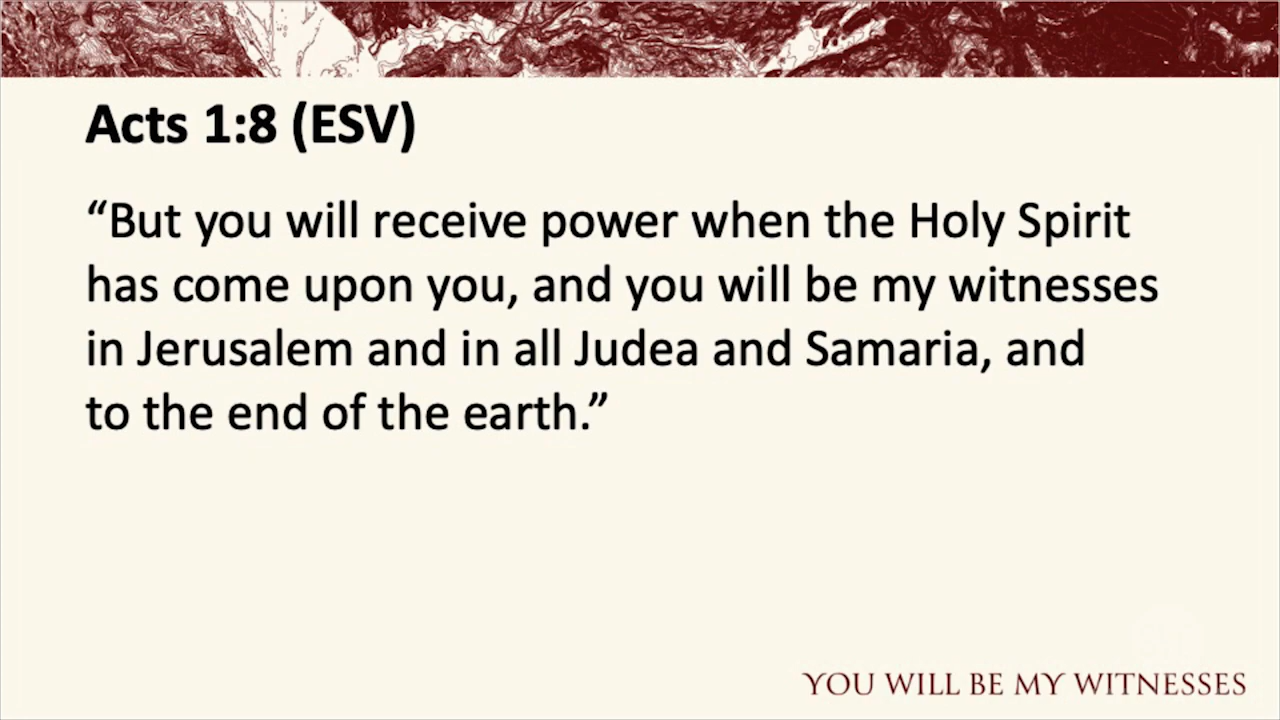 Acts 1:8 (ESV)
“But you will receive power when the Holy Spirit
has come upon you, and you will be my witnesses
in Jerusalem and in all Judea and Samaria, and
to the end of the earth.”
YOU WILL BE MY WITNESSES